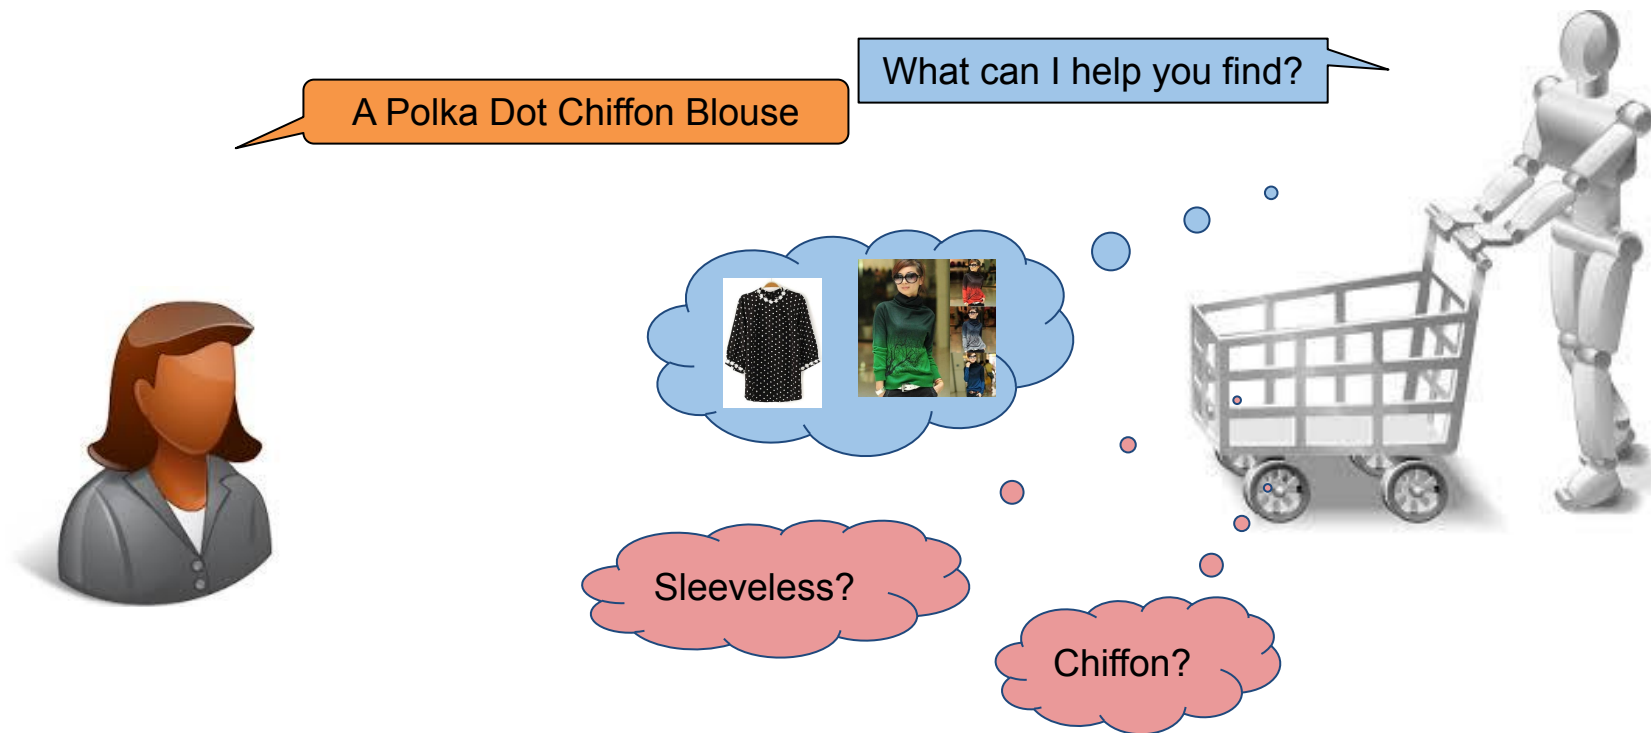 What can I help you find?
A Polka Dot Chiffon Blouse
Sleeveless?
Chiffon?